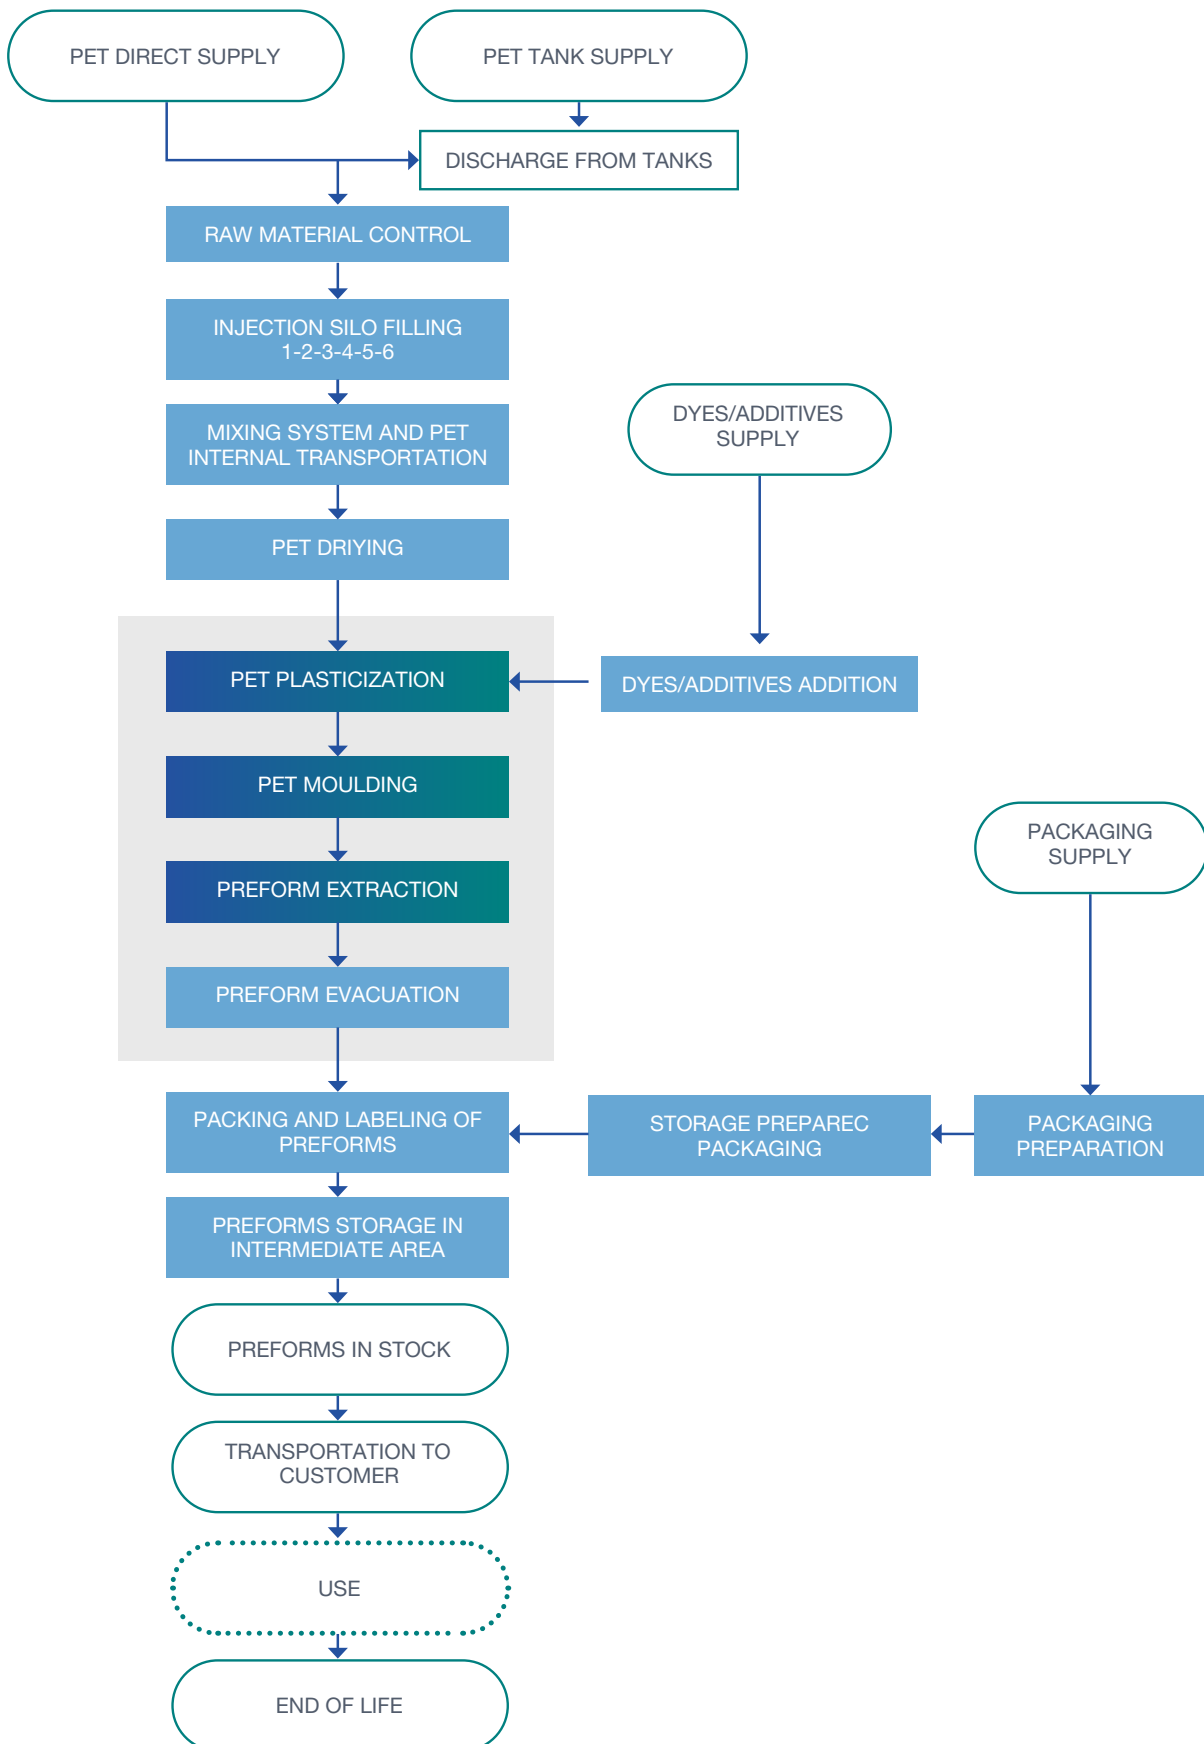 PET DIRECT SUPPLY
PET TANK SUPPLY
DISCHARGE FROM TANKS
RAW MATERIAL CONTROL
INJECTION SILO FILLING
1-2-3-4-5-6
MIXING SYSTEM AND PET
INTERNAL TRANSPORTATION
DYES/ADDITIVES
SUPPLY
PET DRIYING
PET PLASTICIZATION
DYES/ADDITIVES ADDITION
PET MOULDING
PREFORM EXTRACTION
PACKAGING
SUPPLY
PREFORM EVACUATION
PACKING AND LABELING OF
PREFORMS
STORAGE PREPAREC
PACKAGING
PACKAGING
PREPARATION
PREFORMS STORAGE IN
INTERMEDIATE AREA
PREFORMS IN STOCK
TRANSPORTATION TO
CUSTOMER
USE
END OF LIFE